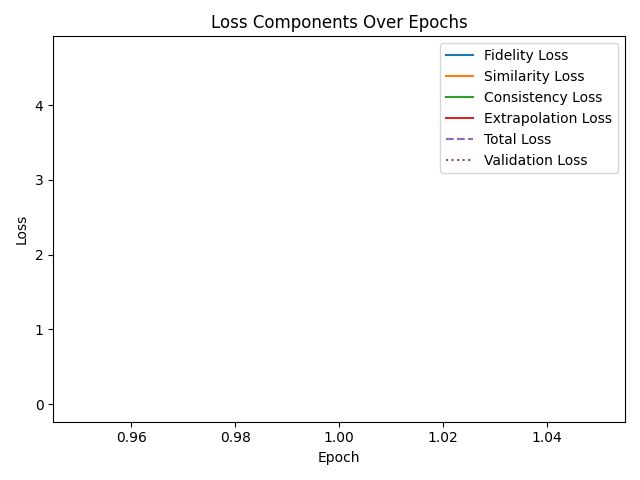 Loss Components Over Epochs
Fidelity Loss
Similarity Loss
Consistency Loss
Extrapolation Loss
Total Loss
Validation Loss
Loss
4
3
2
1
0
0.96 0.98 1.00 1.02 1.04
Epoch